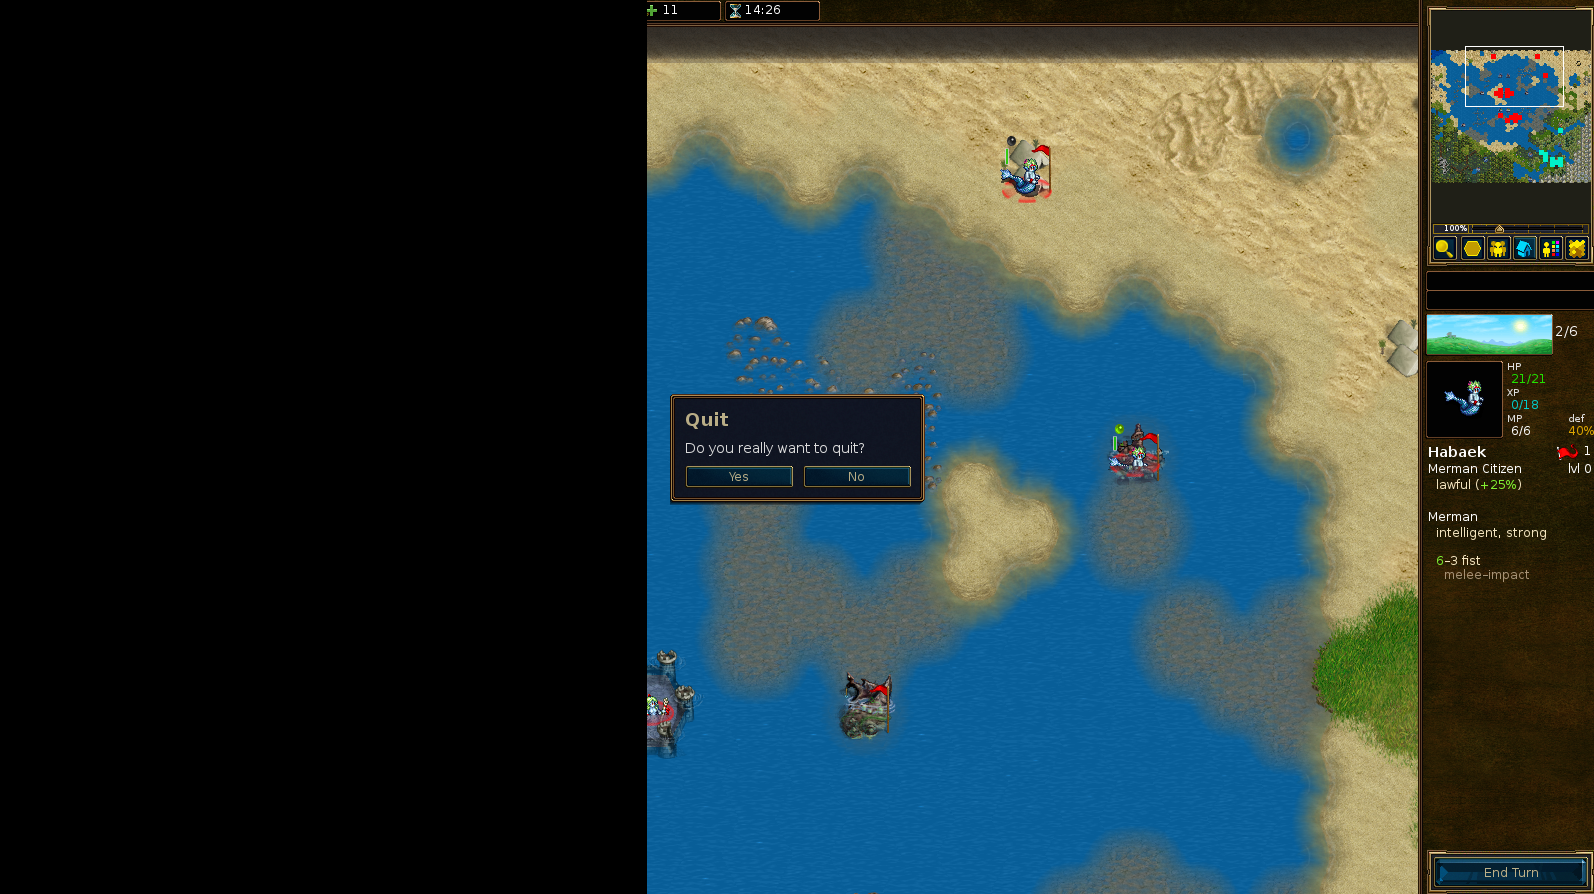 11
14:26
100%
2/6
HP
21/21
XP
0/18
MP
def
6/6
40%
Habaek
1
Merman Citizen
lvl 0
lawful (+25%)
Merman
intelligent, strong
6–3 fist
melee–impact
Quit
Do you really want to quit?
Yes
No
End Turn